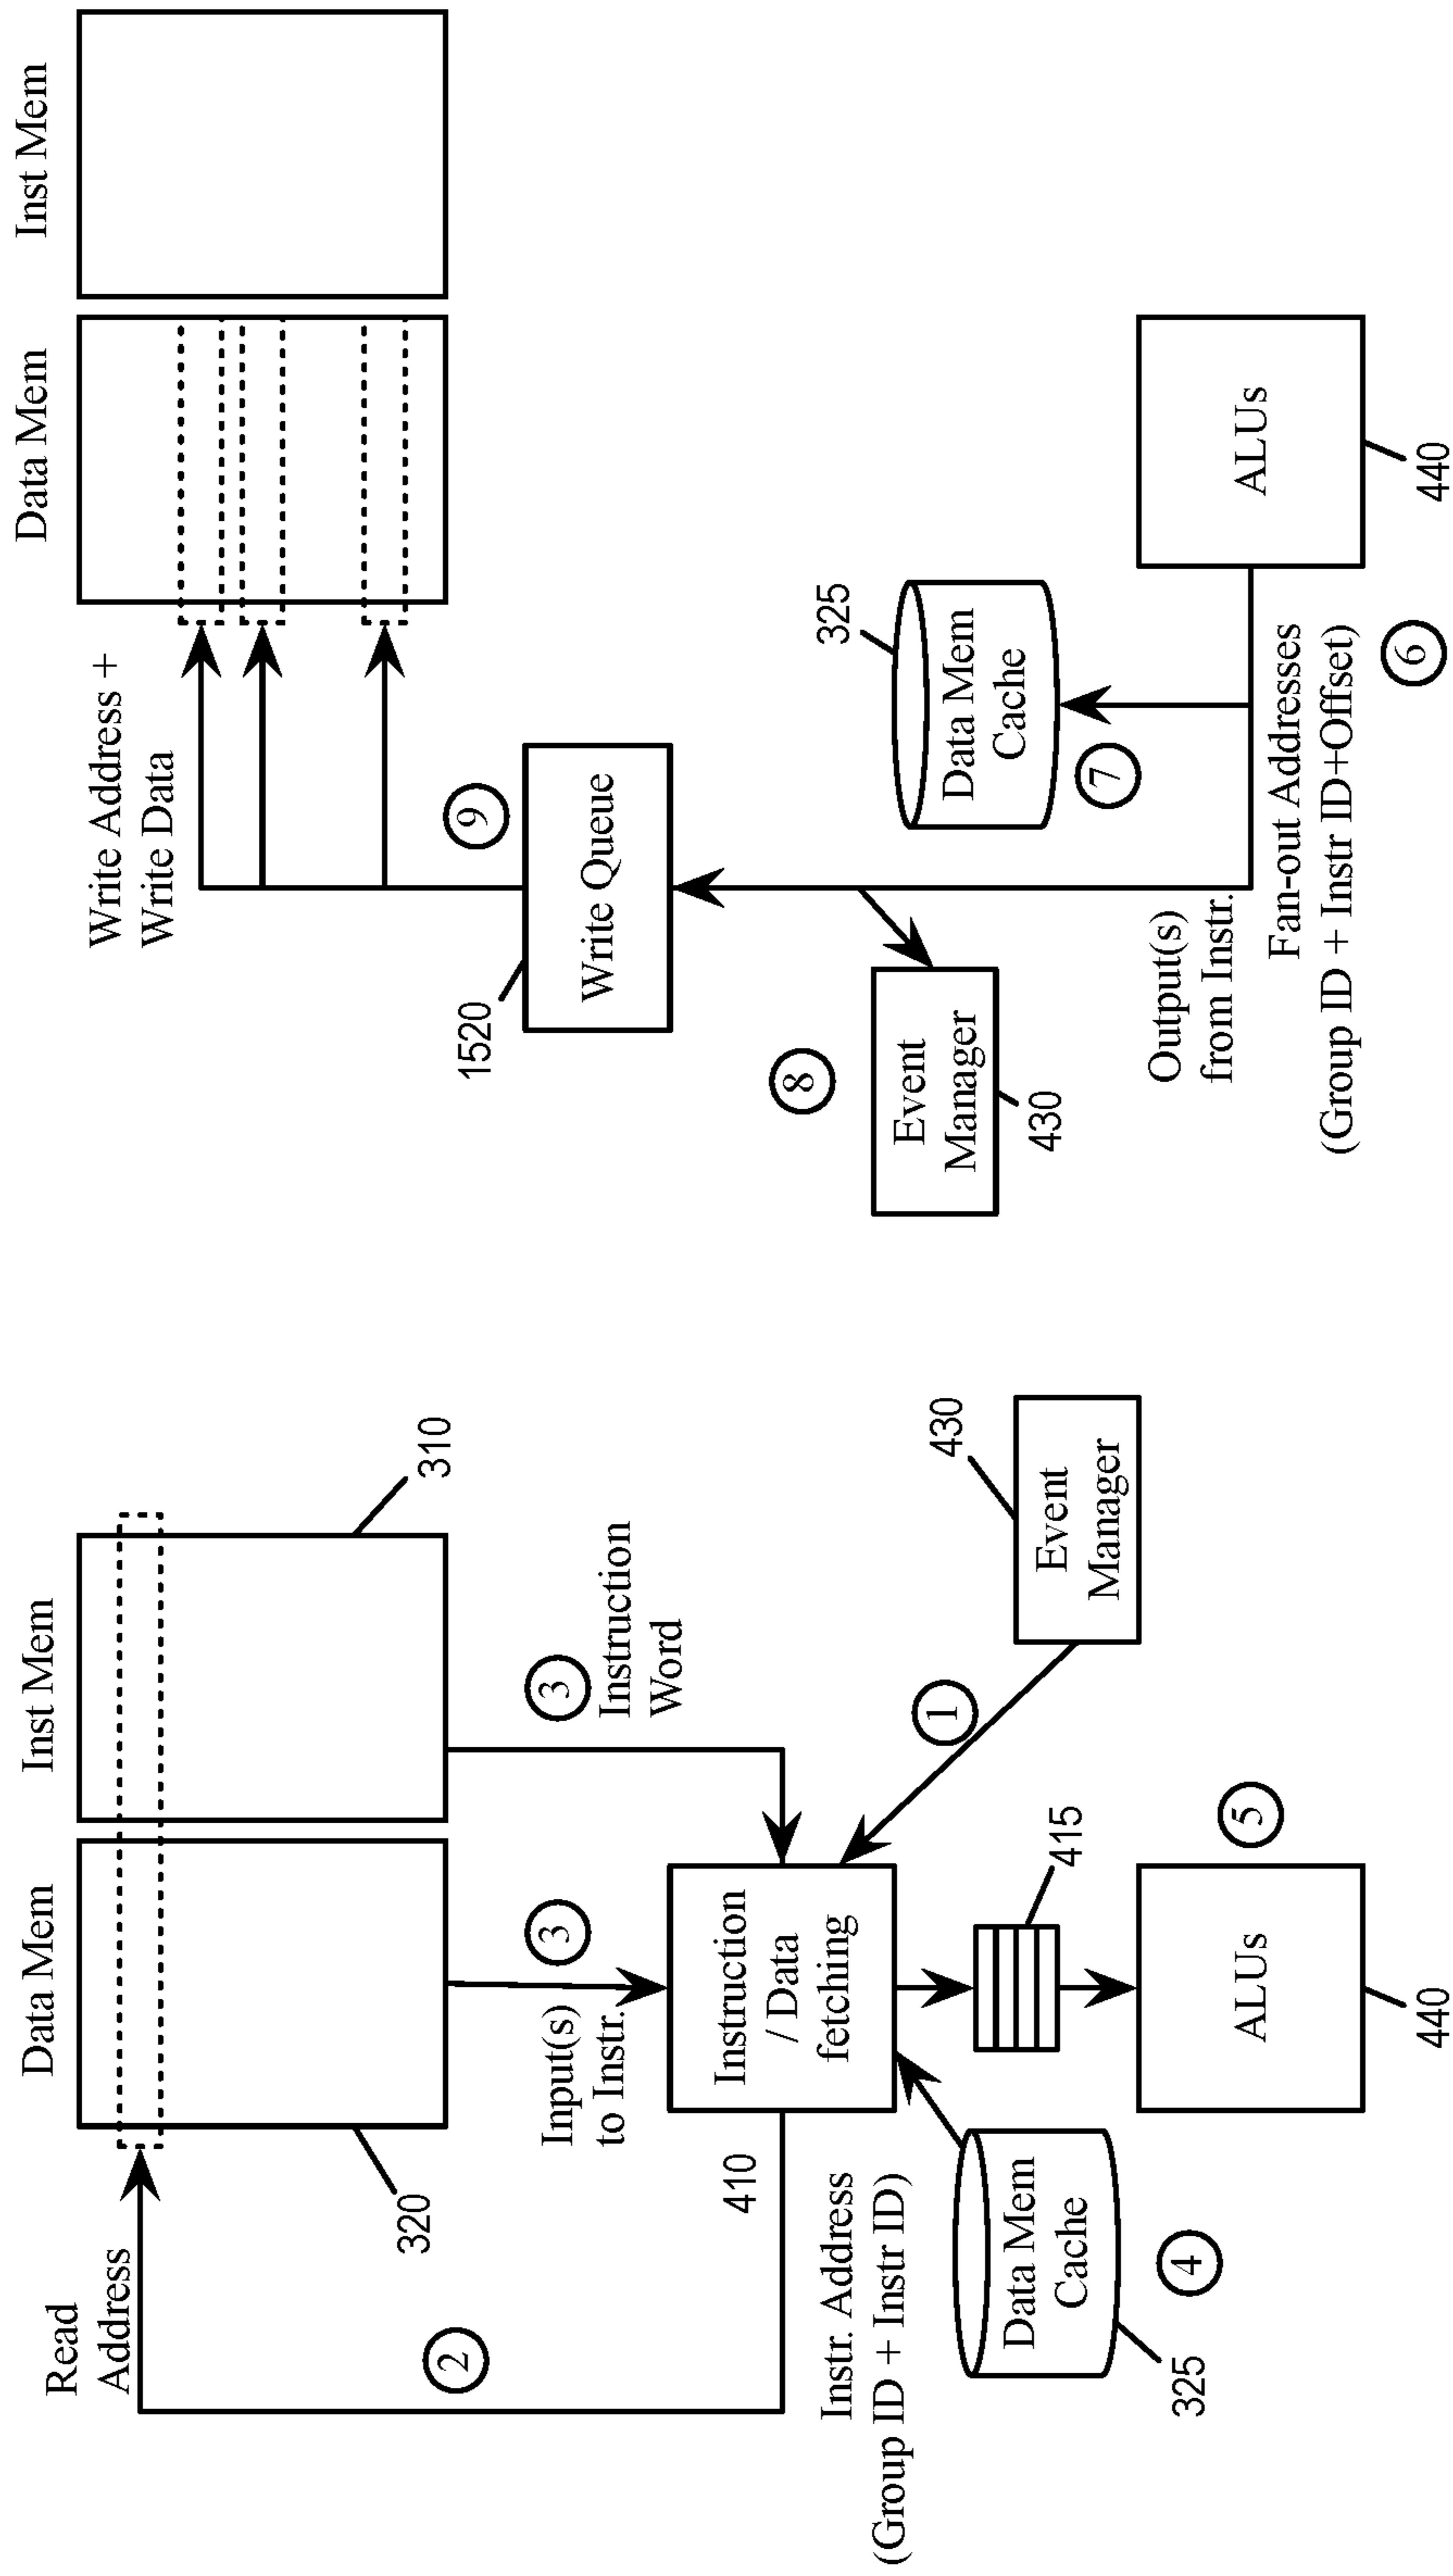 Data Mem
Inst Mem
Read
Address
2
320
310
Input(s)
to Instr.
3
3
Instruction
Word
410
Instruction
/ Data
fetching
1
430
Event
Manager
Instr. Address
(Group ID + Instr ID)
Data Mem
Cache
325
4
415
ALUs
5
440
Data Mem
Inst Mem
Write Address +
Write Data
9
1520
Write Queue
8
Event
Manager
430
325
Data Mem
Cache
7
Output(s)
from Instr.
Fan-out Addresses
(Group ID + Instr ID+Offset)
6
ALUs
440